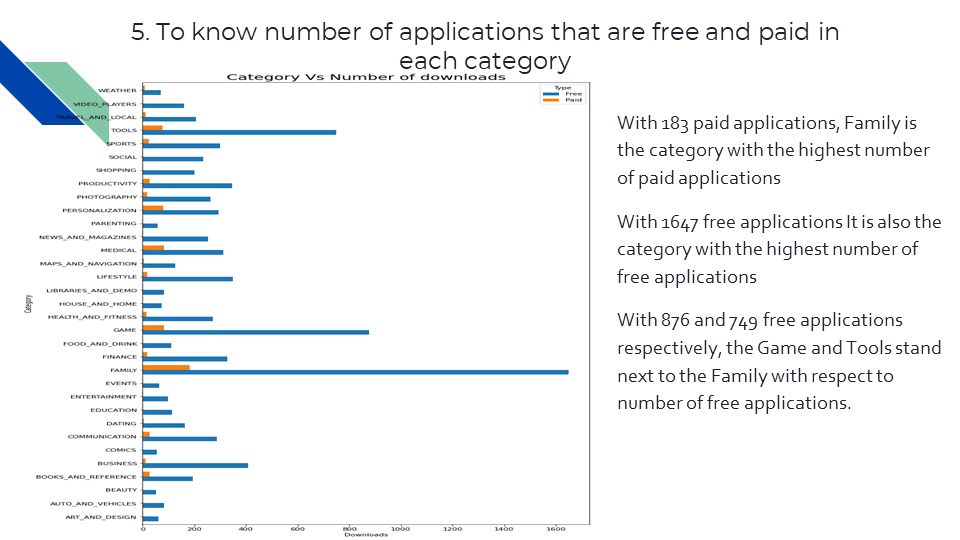 5. To know number of applications that are free and paid in
each category
Category Vs Number of downloads
Type
Free
Paid
WEATHER
VIDEO_PLAYERS
TRAVEL_AND_LOCAL
TOOLS
SPORTS
SOCIAL
SHOPPING
PRODUCTIVITY
PHOTOGRAPHY
PERSONALIZATION
PARENTING
NEWS_AND_MAGAZINES
MEDICAL
MAPS_AND_NAVIGATION
LIFESTYLE
LIBRARIES_AND_DEMO
HOUSE_AND_HOME
HEALTH_AND_FITNESS
GAME
FOOD_AND_DRINK
FINANCE
FAMILY
EVENTS
ENTERTAINMENT
EDUCATION
DATING
COMMUNICATION
COMICS
BUSINESS
BOOKS_AND_REFERENCE
BEAUTY
AUTO_AND_VEHICLES
ART_AND_DESIGN
Category
0 200 400 600 800 1000 1200 1400 1600
Downloads
With 183 paid applications, Family is
the category with the highest number
of paid applications
With 1647 free applications It is also the
category with the highest number of
free applications
With 876 and 749 free applications
respectively, the Game and Tools stand
next to the Family with respect to
number of free applications.